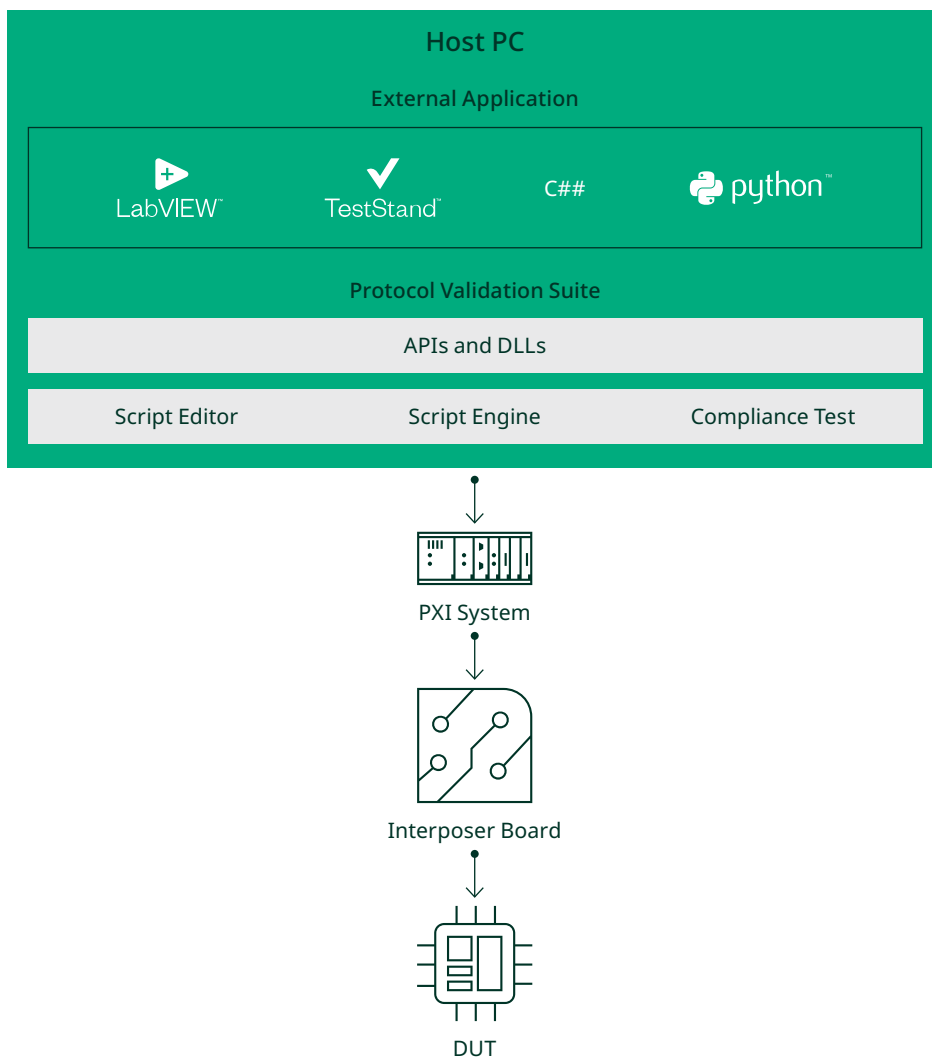 Host PC
External Application
LabVIEW™
TestStand™
C##
python™
Protocol Validation Suite
APIs and DLLs
Script Editor Script Engine Compliance Test
PXI System
Interposer Board
DUT